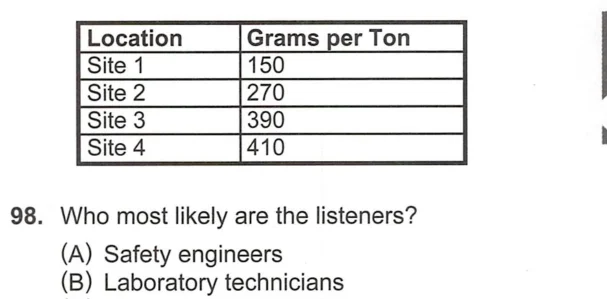 Location Grams per Ton
Site 1 150
Site 2 270
Site 3 390
Site 4 410
98. Who most likely are the listeners?
(A) Safety engineers
(B) Laboratory technicians